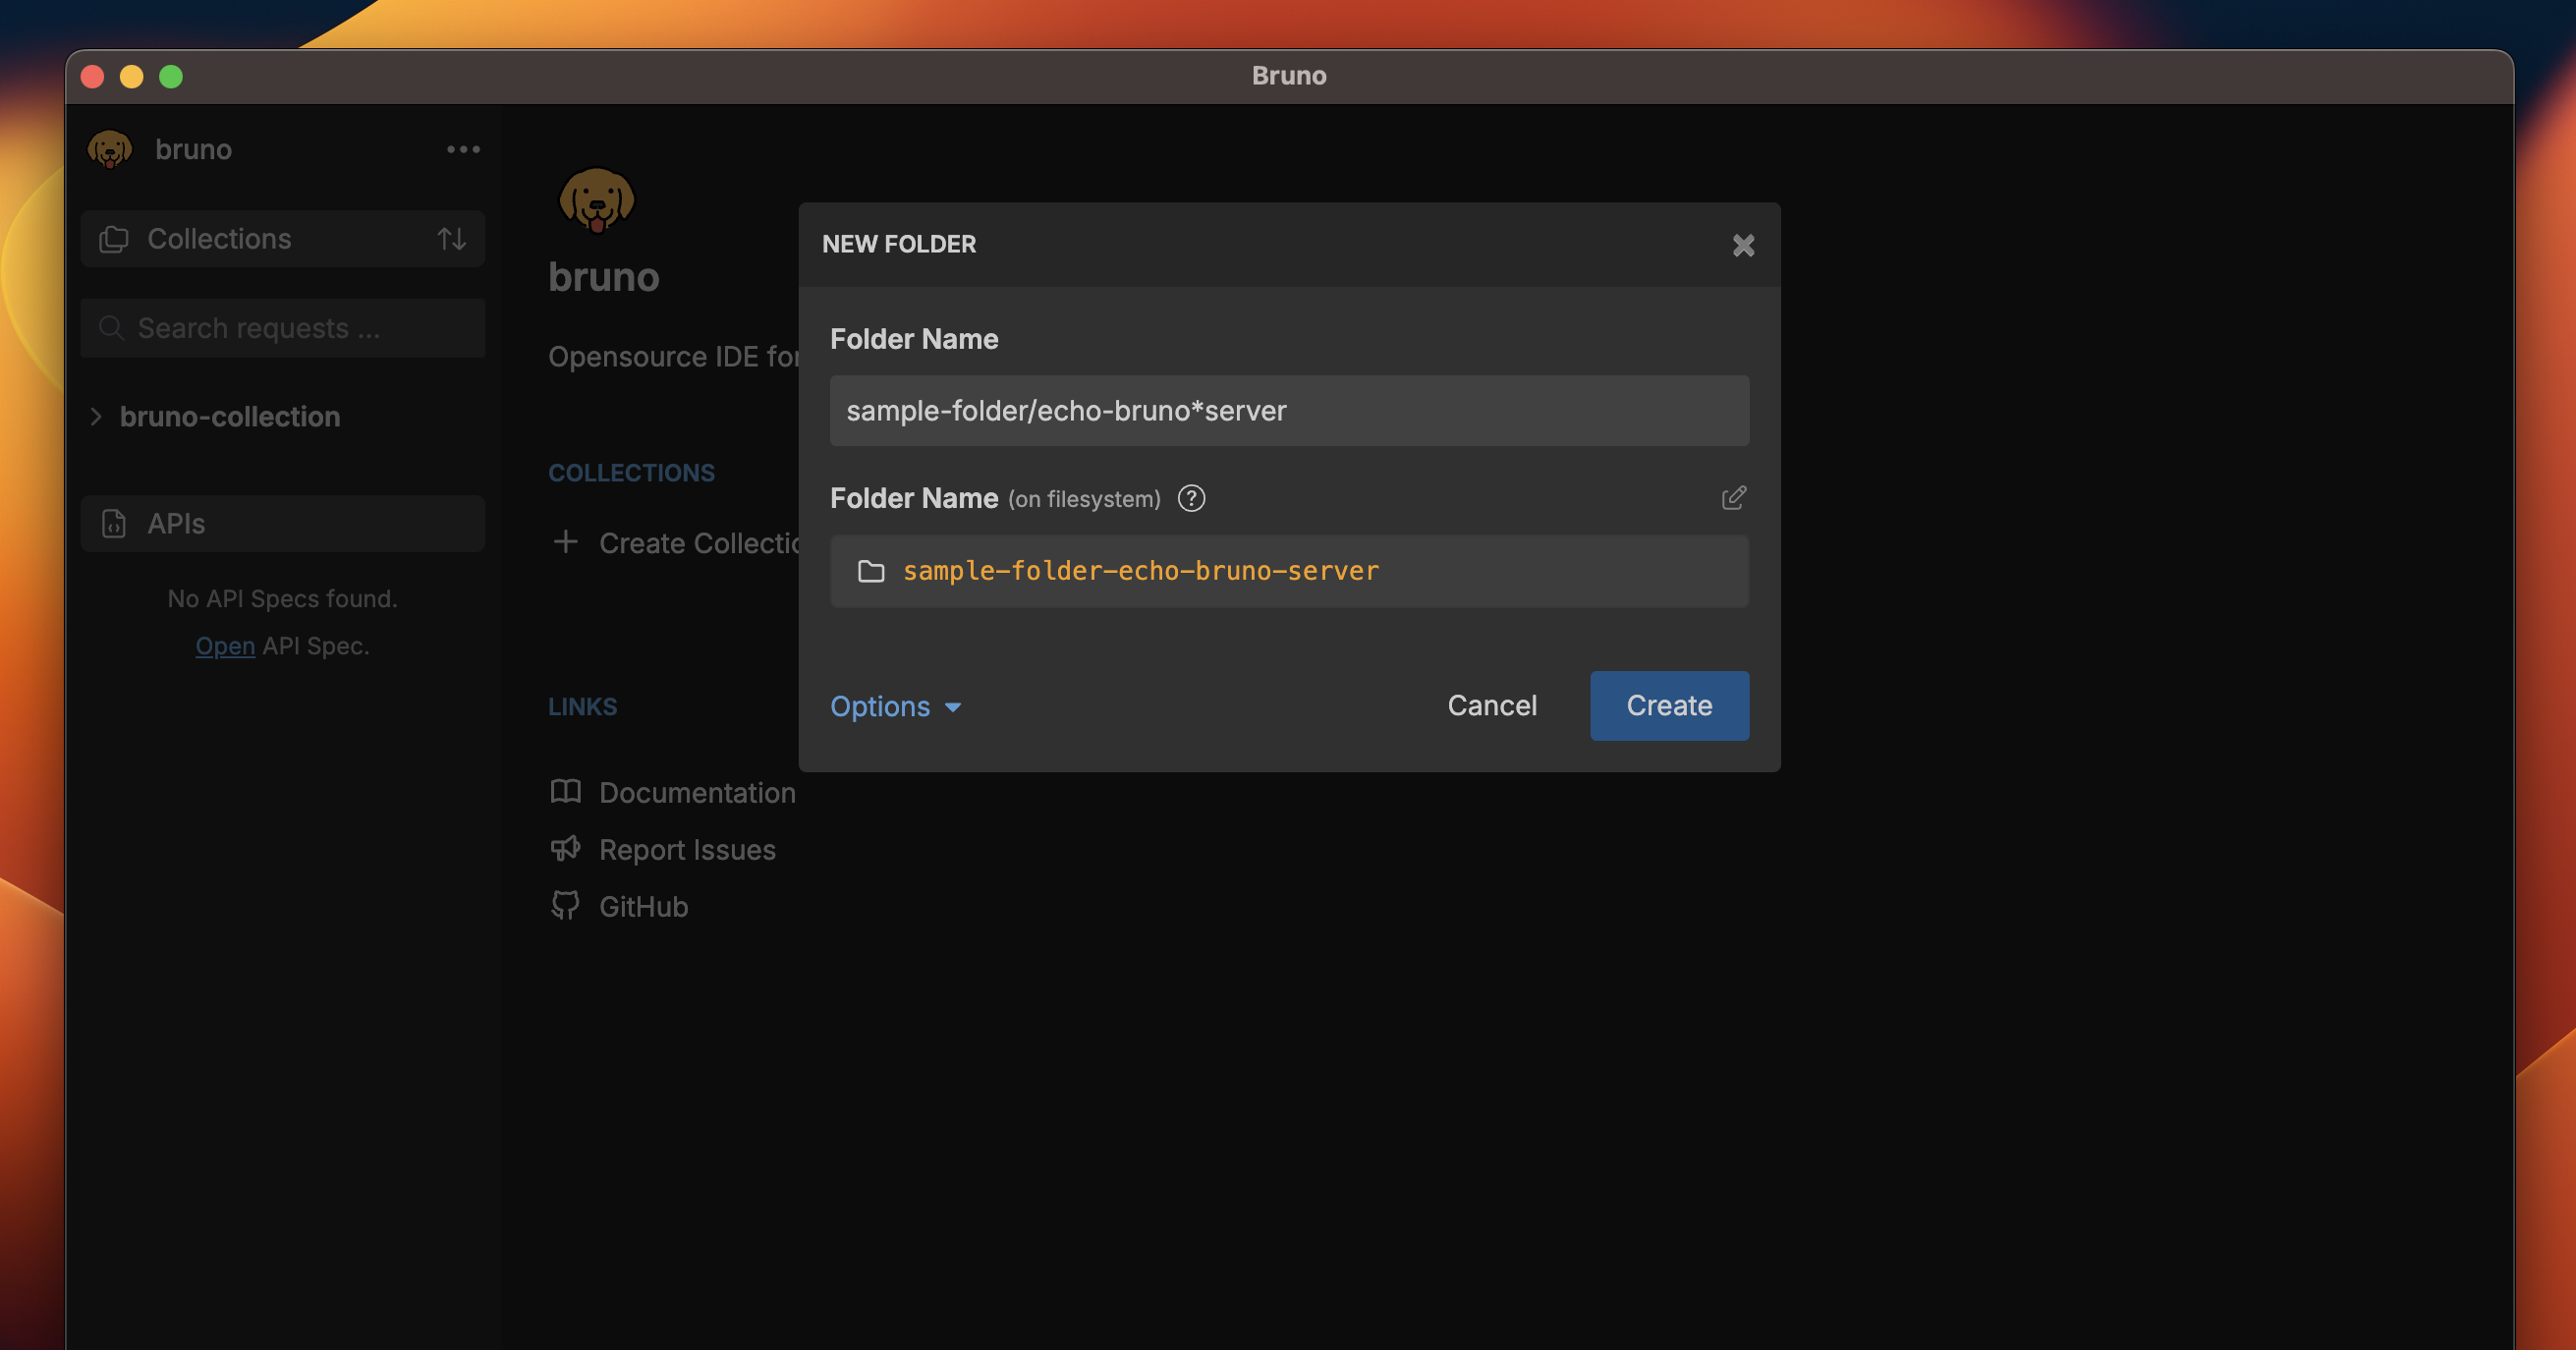 Bruno
bruno
Collections
Search requests ...
bruno-collection
APIs
No API Specs found.
Open API Spec.
bruno
Opensource IDE for
COLLECTIONS
Create Collectio
LINKS
Documentation
Report Issues
GitHub
NEW FOLDER
Folder Name
sample-folder/echo-bruno*server
Folder Name (on filesystem)
sample-folder-echo-bruno-server
Options
Cancel
Create